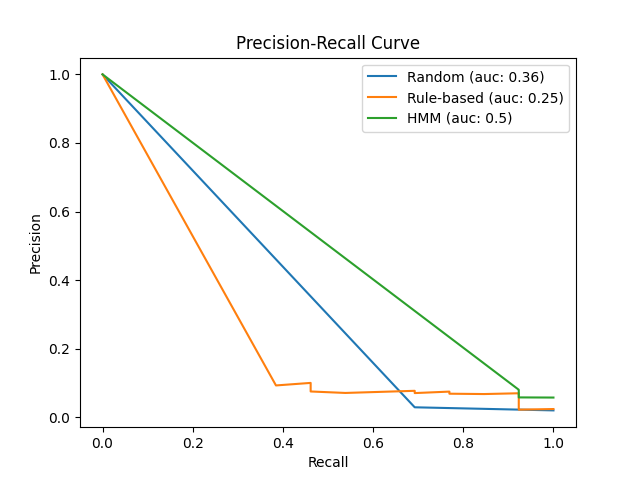 Precision-Recall Curve
Random (auc: 0.36)
Rule-based (auc: 0.25)
HMM (auc: 0.5)
Precision
1.0
0.8
0.6
0.4
0.2
0.0
0.0 0.2 0.4 0.6 0.8 1.0
Recall